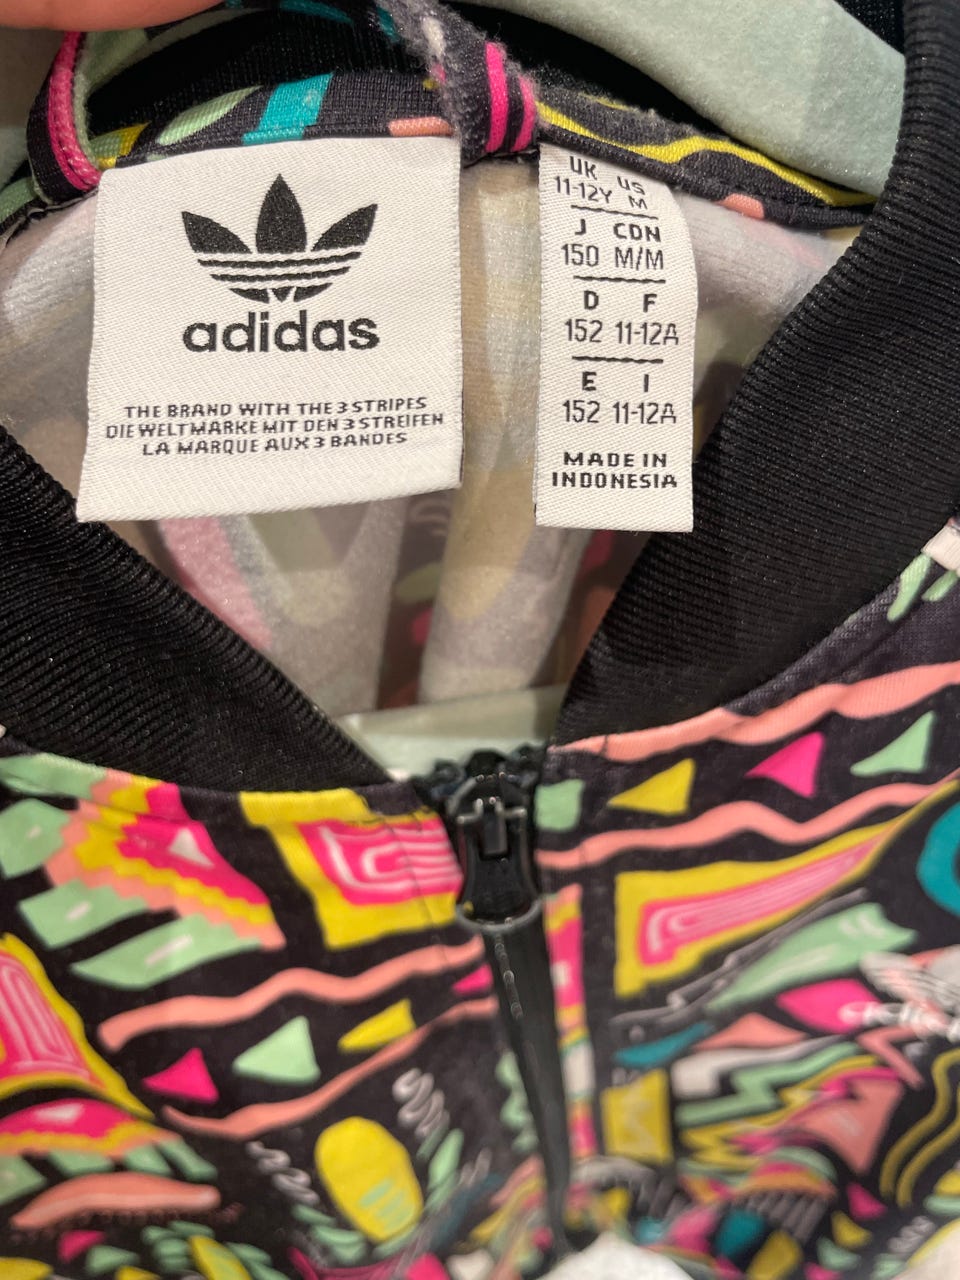 adidas
THE BRAND WITH THE 3 STRIPES
DIE WELTMARKE MIT DEN 3 STREIFEN
LA MARQUE AUX 3 BANDES
UK US
11-12Y M
J CDN
150 M/M
D F
152 11-12A
E I
152 11-12A
MADE IN
INDONESIA